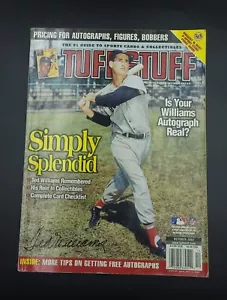 PRICING FOR AUTOGRAPHS, FIGURES, BOBBERS
THE #1 GUIDE TO SPORTS CARDS & COLLECTIBLES
TUFF STUFF
Is Your
Williams
Autograph
Real?
Simply
Splendid
Ted Williams Remembered
His Role in Collectibles
Complete Card Checklist
Ted Williams
INSIDE: MORE TIPS ON GETTING FREE AUTOGRAPHS